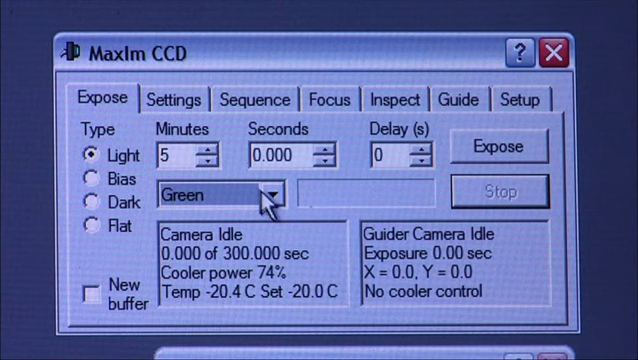 MaxIm CCD
Expose Settings Sequence Focus Inspect Guide Setup
Type Minutes Seconds Delay (s)
Light 5 0.000 0 Expose
Bias
Green Stop
Dark
Flat
Camera Idle
0.000 of 300.000 sec
Cooler power 74%
Temp -20.4 C Set -20.0 C
Guider Camera Idle
Exposure 0.00 sec
X = 0.0, Y = 0.0
No cooler control
New
buffer